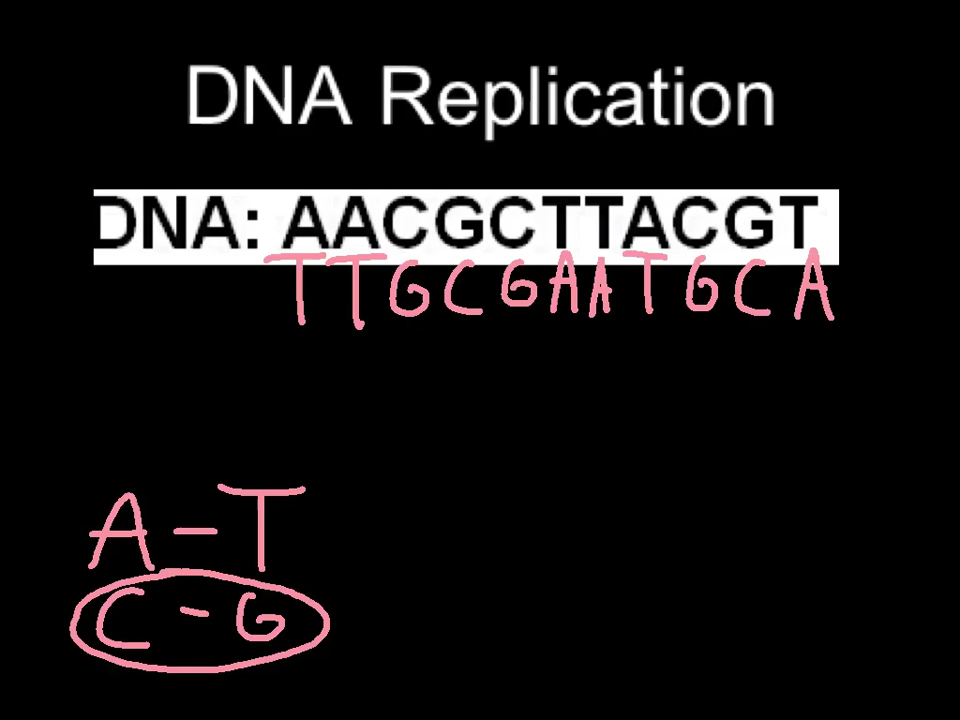 DNA Replication
DNA: AACGCTTACGT
TTGCGAATGCA
A-T
C-G